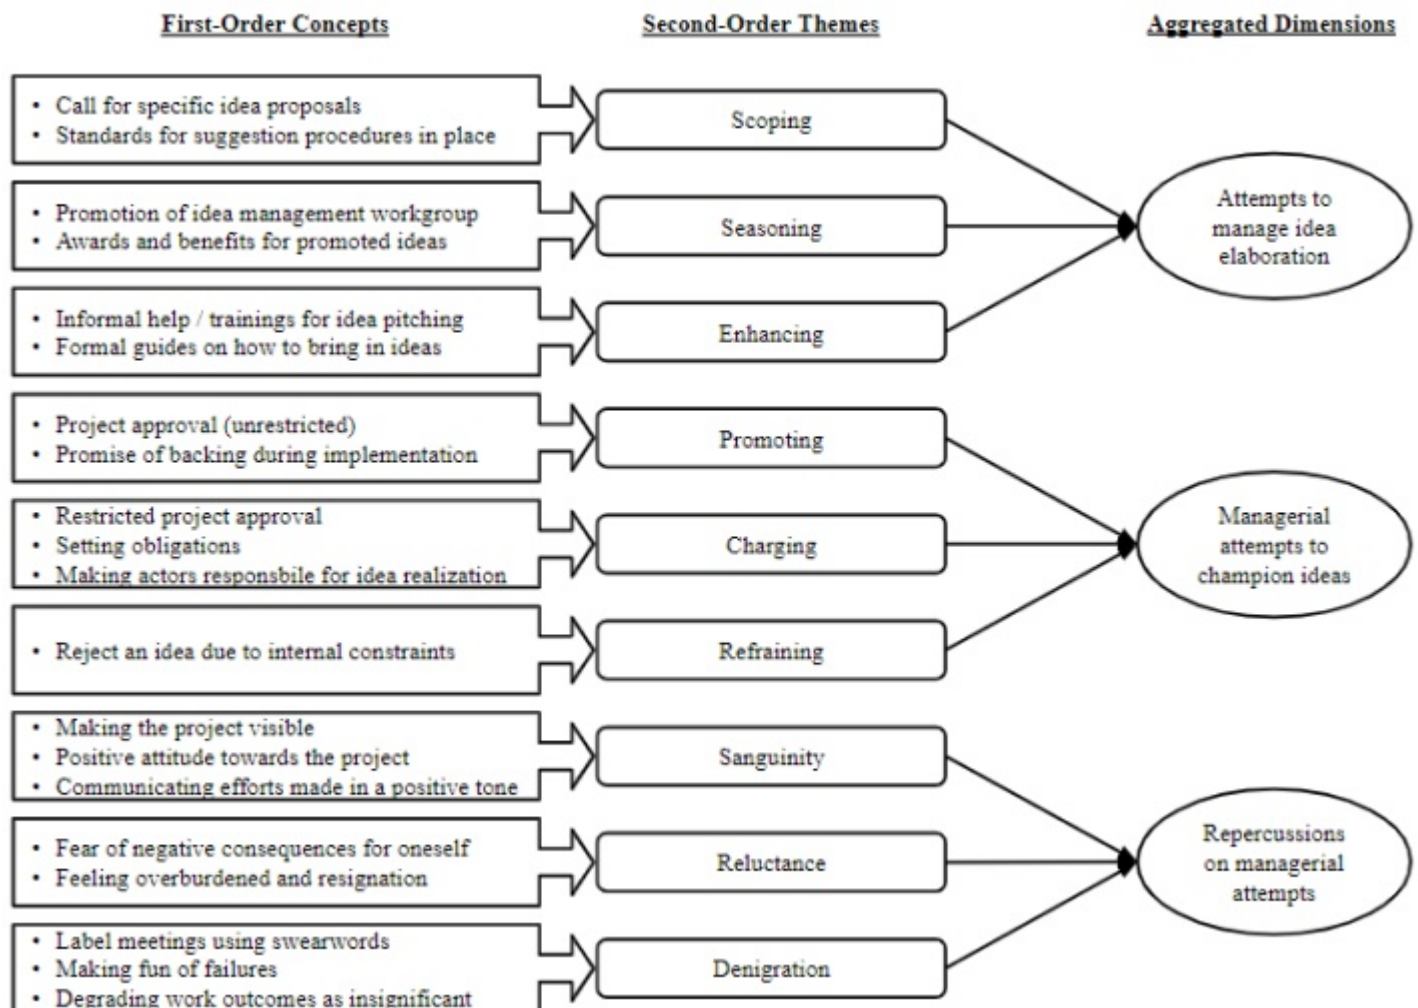 First-Order Concepts
Second-Order Themes
Aggregated Dimensions
• Call for specific idea proposals
• Standards for suggestion procedures in place
Scoping
• Promotion of idea management workgroup
• Awards and benefits for promoted ideas
Seasoning
• Informal help / trainings for idea pitching
• Formal guides on how to bring in ideas
Enhancing
Attempts to
manage idea
elaboration
• Project approval (unrestricted)
• Promise of backing during implementation
Promoting
• Restricted project approval
• Setting obligations
• Making actors responsbile for idea realization
Charging
• Reject an idea due to internal constraints
Refraining
Managerial
attempts to
champion ideas
• Making the project visible
• Positive attitude towards the project
• Communicating efforts made in a positive tone
Sanguinity
• Fear of negative consequences for oneself
• Feeling overburdened and resignation
Reluctance
• Label meetings using swearwords
• Making fun of failures
• Degrading work outcomes as insignificant
Denigration
Repercussions
on managerial
attempts